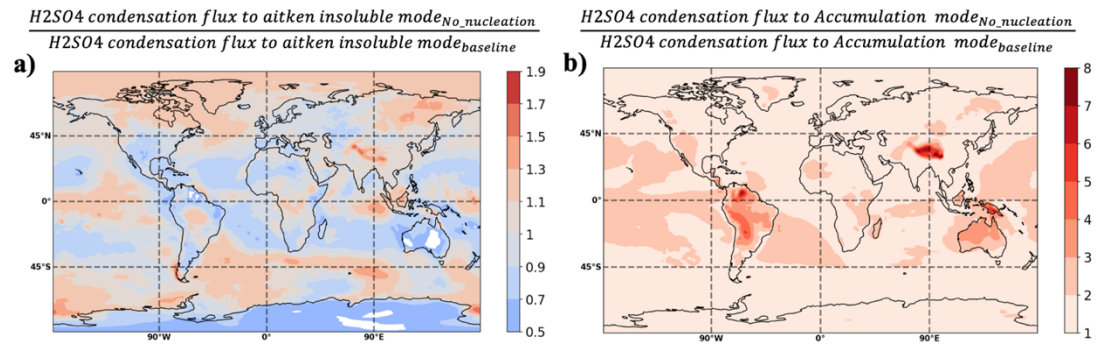 H2SO4 condensation flux to aitken insoluble mode_No_nucleation
H2SO4 condensation flux to aitken insoluble mode_baseline
a)
1.9
1.7
1.5
1.3
1.1
1
0.9
0.7
0.5
45°N
0°
45°S
90°W
0°
90°E
H2SO4 condensation flux to Accumulation mode_No_nucleation
H2SO4 condensation flux to Accumulation mode_baseline
b)
8
7
6
5
4
3
2
1
45°N
0°
45°S
90°W
0°
90°E